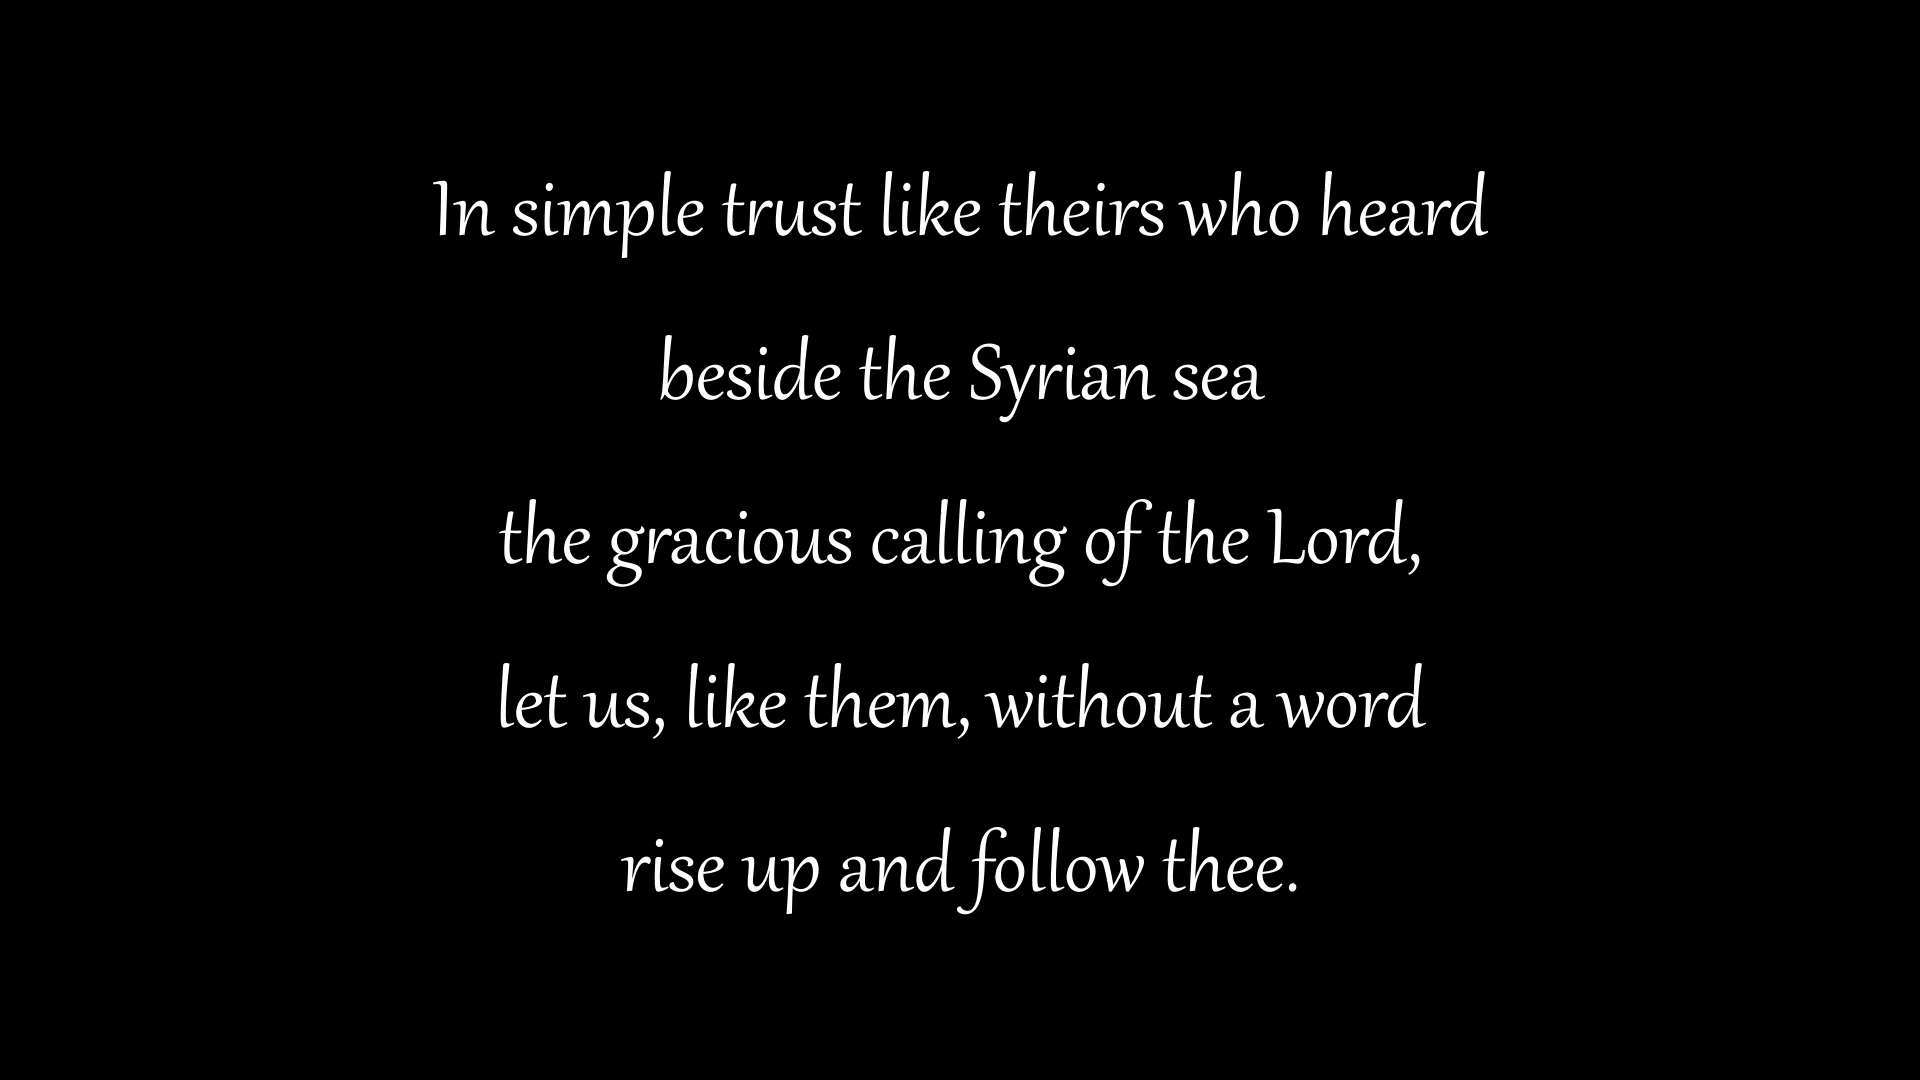 In simple trust like theirs who heard
beside the Syrian sea
the gracious calling of the Lord,
let us, like them, without a word
rise up and follow thee.